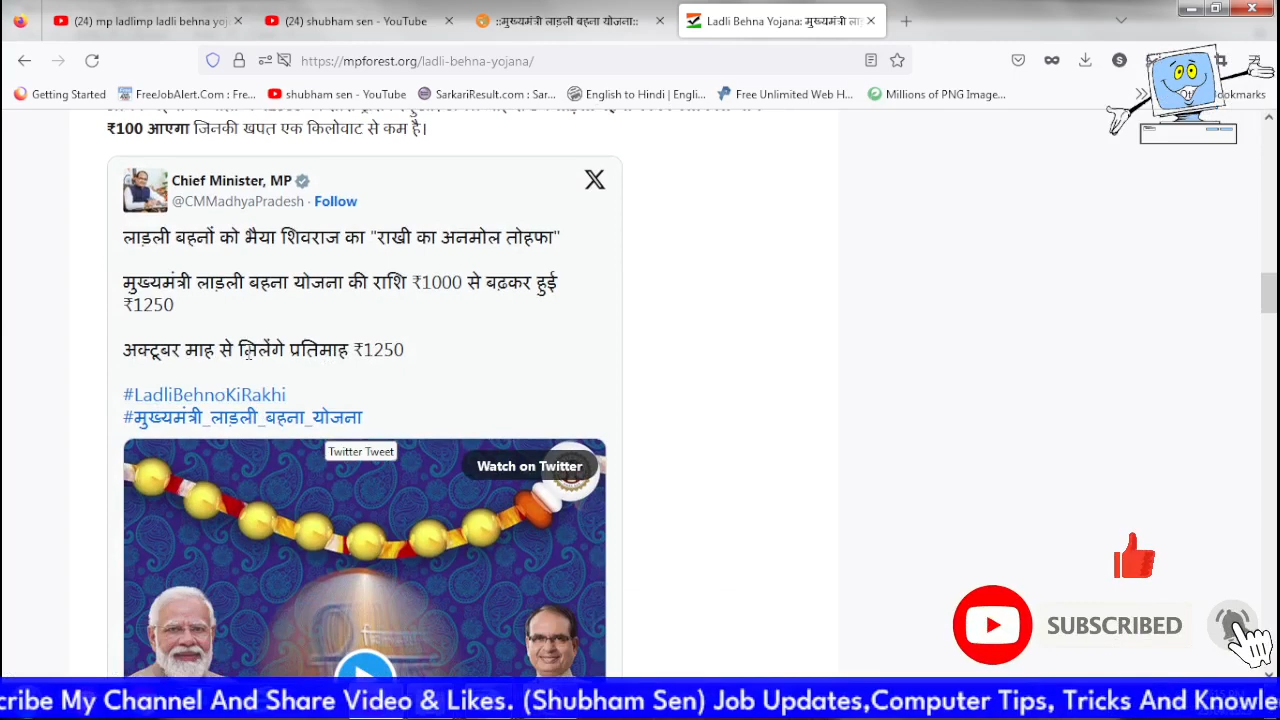 (24) mp ladlimp ladli behna yoj
(24) shubham sen - YouTube
::मुख्यमंत्री लाड़ली बहना योजना::
Ladli Behna Yojana: मुख्यमंत्री ला
https://mpforest.org/ladli-behna-yojana/
Getting Started
FreeJobAlert.Com : Fre...
shubham sen - YouTube
SarkariResult.com : Sar...
English to Hindi | Engli...
Free Unlimited Web H...
Millions of PNG Image...
ookmarks
₹100 आएगा जिनकी खपत एक किलोवाट से कम है।
Chief Minister, MP
@CMMadhyaPradesh · Follow
X
लाड़ली बहनों को भैया शिवराज का "राखी का अनमोल तोहफा"
मुख्यमंत्री लाड़ली बहना योजना की राशि ₹1000 से बढ़कर हुई
₹1250
अक्टूबर माह से मिलेंगे प्रतिमाह ₹1250
#LadliBehnoKiRakhi
#मुख्यमंत्री_लाड़ली_बहना_योजना
Twitter Tweet
Watch on Twitter
SUBSCRIBED
scribe My Channel And Share Video & Likes. (Shubham Sen) Job Updates,Computer Tips, Tricks And Knowle